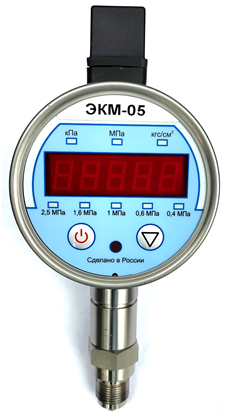 ЭКМ-05
кПа МПа кгс/см²
2,5 МПа 1,6 МПа 1 МПа 0,6 МПа 0,4 МПа
Сделано в России